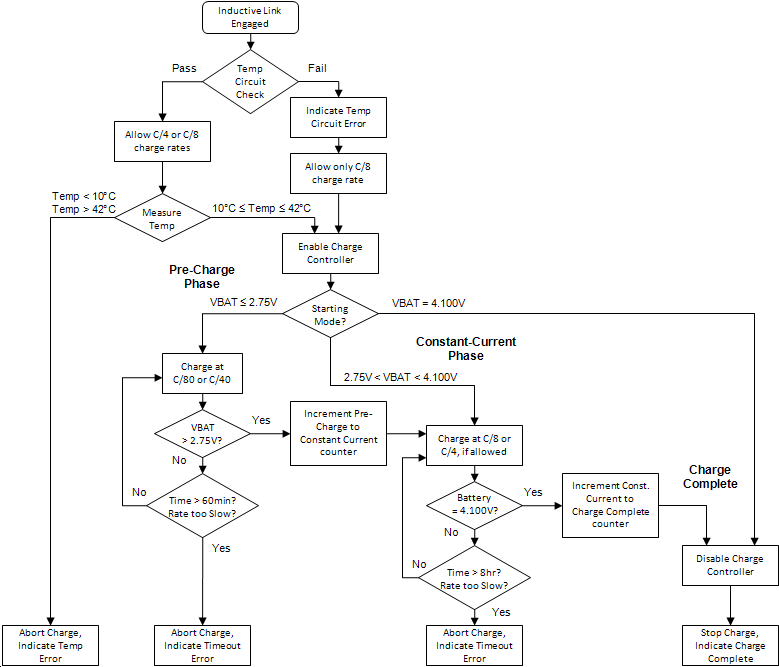 Inductive Link
Engaged
Pass
Temp
Circuit
Check
Fail
Allow C/4 or C/8
charge rates
Indicate Temp
Circuit Error
Allow only C/8
charge rate
Temp < 10°C
Temp > 42°C
Measure
Temp
10°C ≤ Temp ≤ 42°C
Enable Charge
Controller
Pre-Charge
Phase
VBAT ≤ 2.75V
Starting
Mode?
VBAT = 4.100V
Constant-Current
Phase
2.75V < VBAT < 4.100V
Charge at
C/80 or C/40
VBAT
> 2.75V?
Yes
No
Increment Pre-
Charge to
Constant Current
counter
Charge at C/8 or
C/4, if allowed
No
Time > 60min?
Rate too Slow?
Yes
Battery
= 4.100V?
Yes
No
Increment Const.
Current to
Charge Complete
counter
Charge
Complete
No
Time > 8hr?
Rate too Slow?
Yes
Disable Charge
Controller
Abort Charge,
Indicate Temp
Error
Abort Charge,
Indicate Timeout
Error
Abort Charge,
Indicate Timeout
Error
Stop Charge,
Indicate Charge
Complete